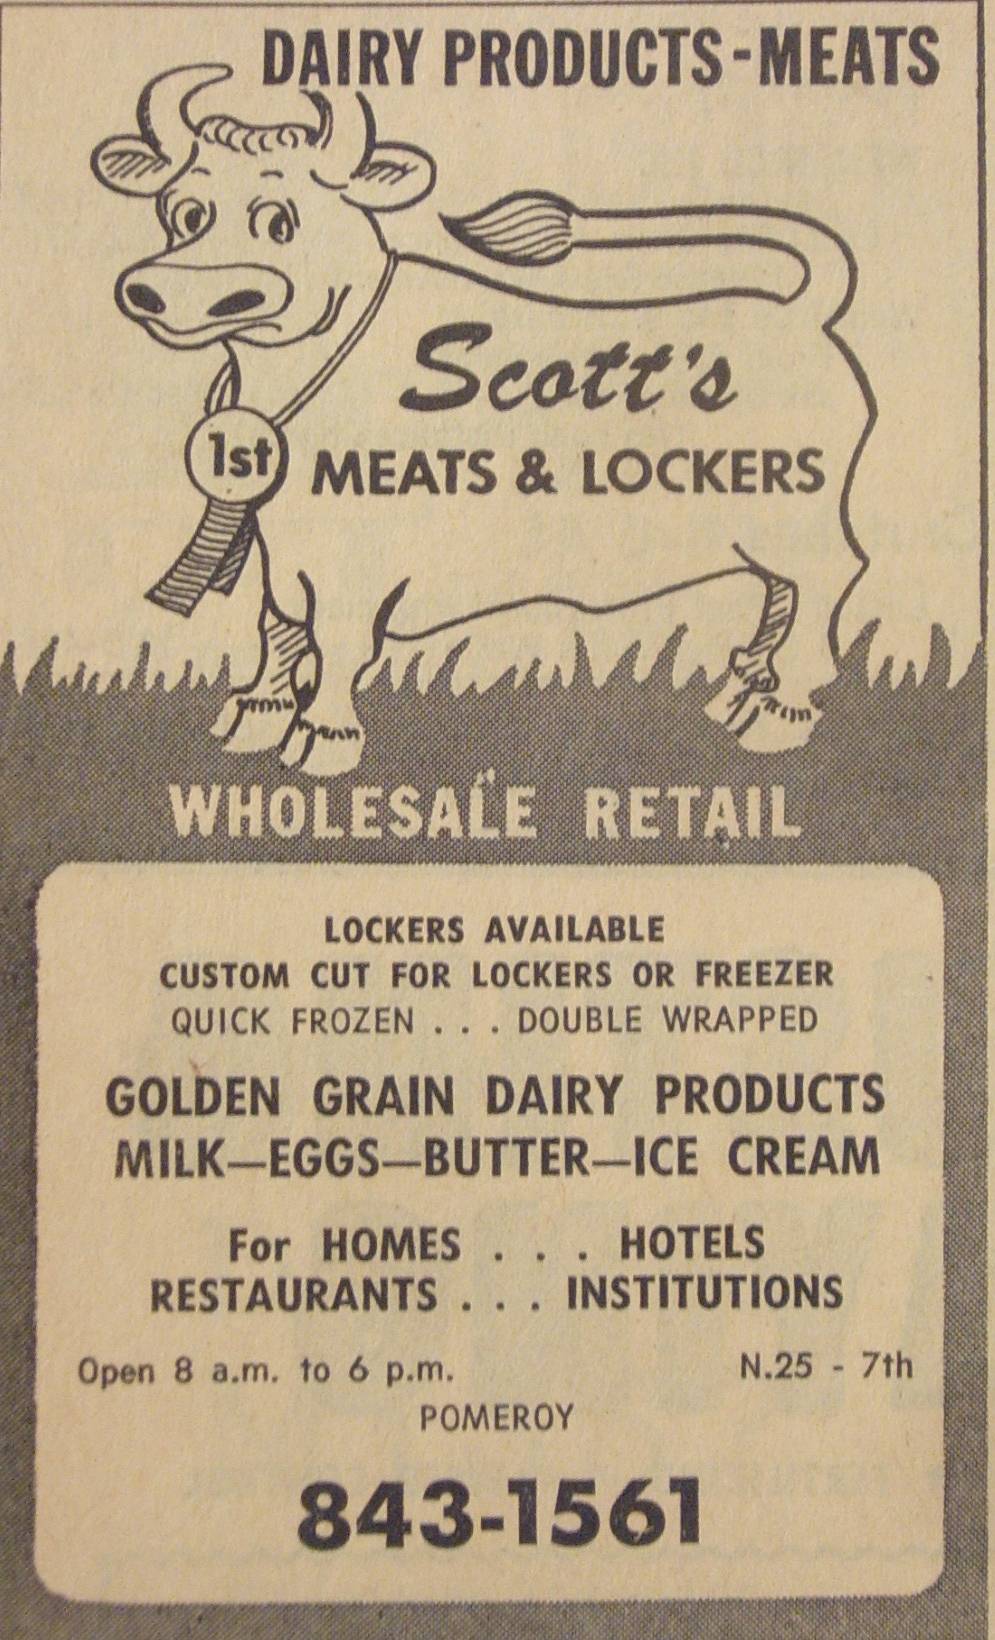 DAIRY PRODUCTS-MEATS
Scott's
1st
MEATS & LOCKERS
WHOLESALE RETAIL
LOCKERS AVAILABLE
CUSTOM CUT FOR LOCKERS OR FREEZER
QUICK FROZEN . . . DOUBLE WRAPPED
GOLDEN GRAIN DAIRY PRODUCTS
MILK—EGGS—BUTTER—ICE CREAM
For HOMES . . . HOTELS
RESTAURANTS . . . INSTITUTIONS
Open 8 a.m. to 6 p.m. N.25 - 7th
POMEROY
843-1561